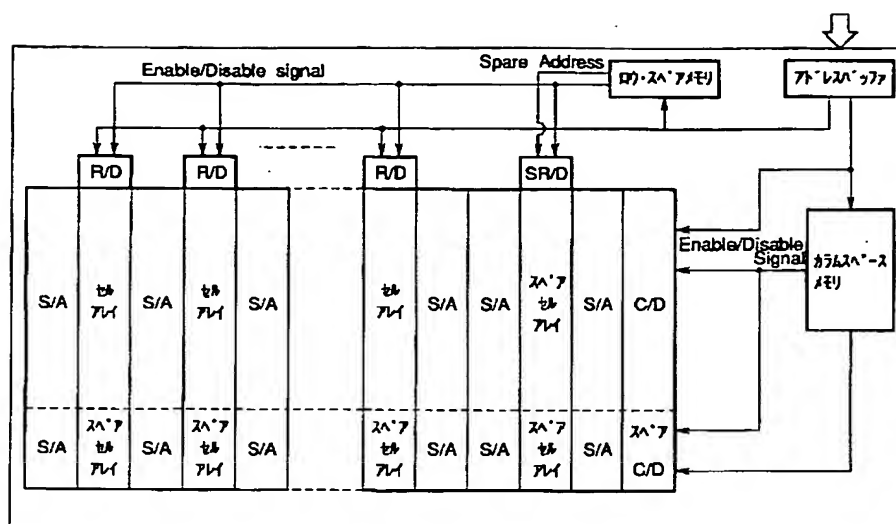 Enable/Disable signal
Spare Address
ロウ・スペアメモリ
アドレスバッファ
R/D
R/D
R/D
SR/D
Enable/Disable
Signal
カラムスペース
メモリ
S/A
セル
アレイ
S/A
セル
アレイ
S/A
セル
アレイ
S/A
S/A
スペア
セル
アレイ
S/A
C/D
S/A
スペア
セル
アレイ
S/A
スペア
セル
アレイ
S/A
スペア
セル
アレイ
S/A
S/A
スペア
セル
アレイ
S/A
スペア
C/D